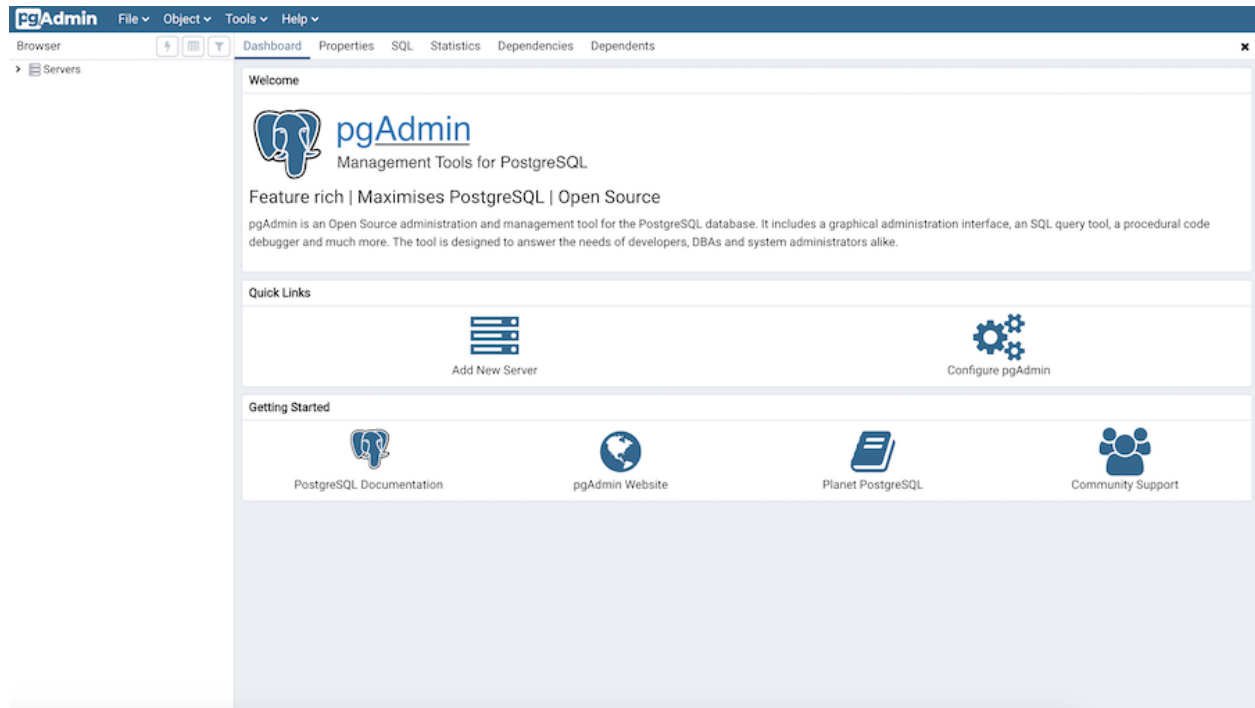 pgAdmin File Object Tools Help
Browser
Dashboard Properties SQL Statistics Dependencies Dependents
Servers
Welcome
pgAdmin
Management Tools for PostgreSQL
Feature rich | Maximises PostgreSQL | Open Source
pgAdmin is an Open Source administration and management tool for the PostgreSQL database. It includes a graphical administration interface, an SQL query tool, a procedural code
debugger and much more. The tool is designed to answer the needs of developers, DBAs and system administrators alike.
Quick Links
Add New Server
Configure pgAdmin
Getting Started
PostgreSQL Documentation
pgAdmin Website
Planet PostgreSQL
Community Support